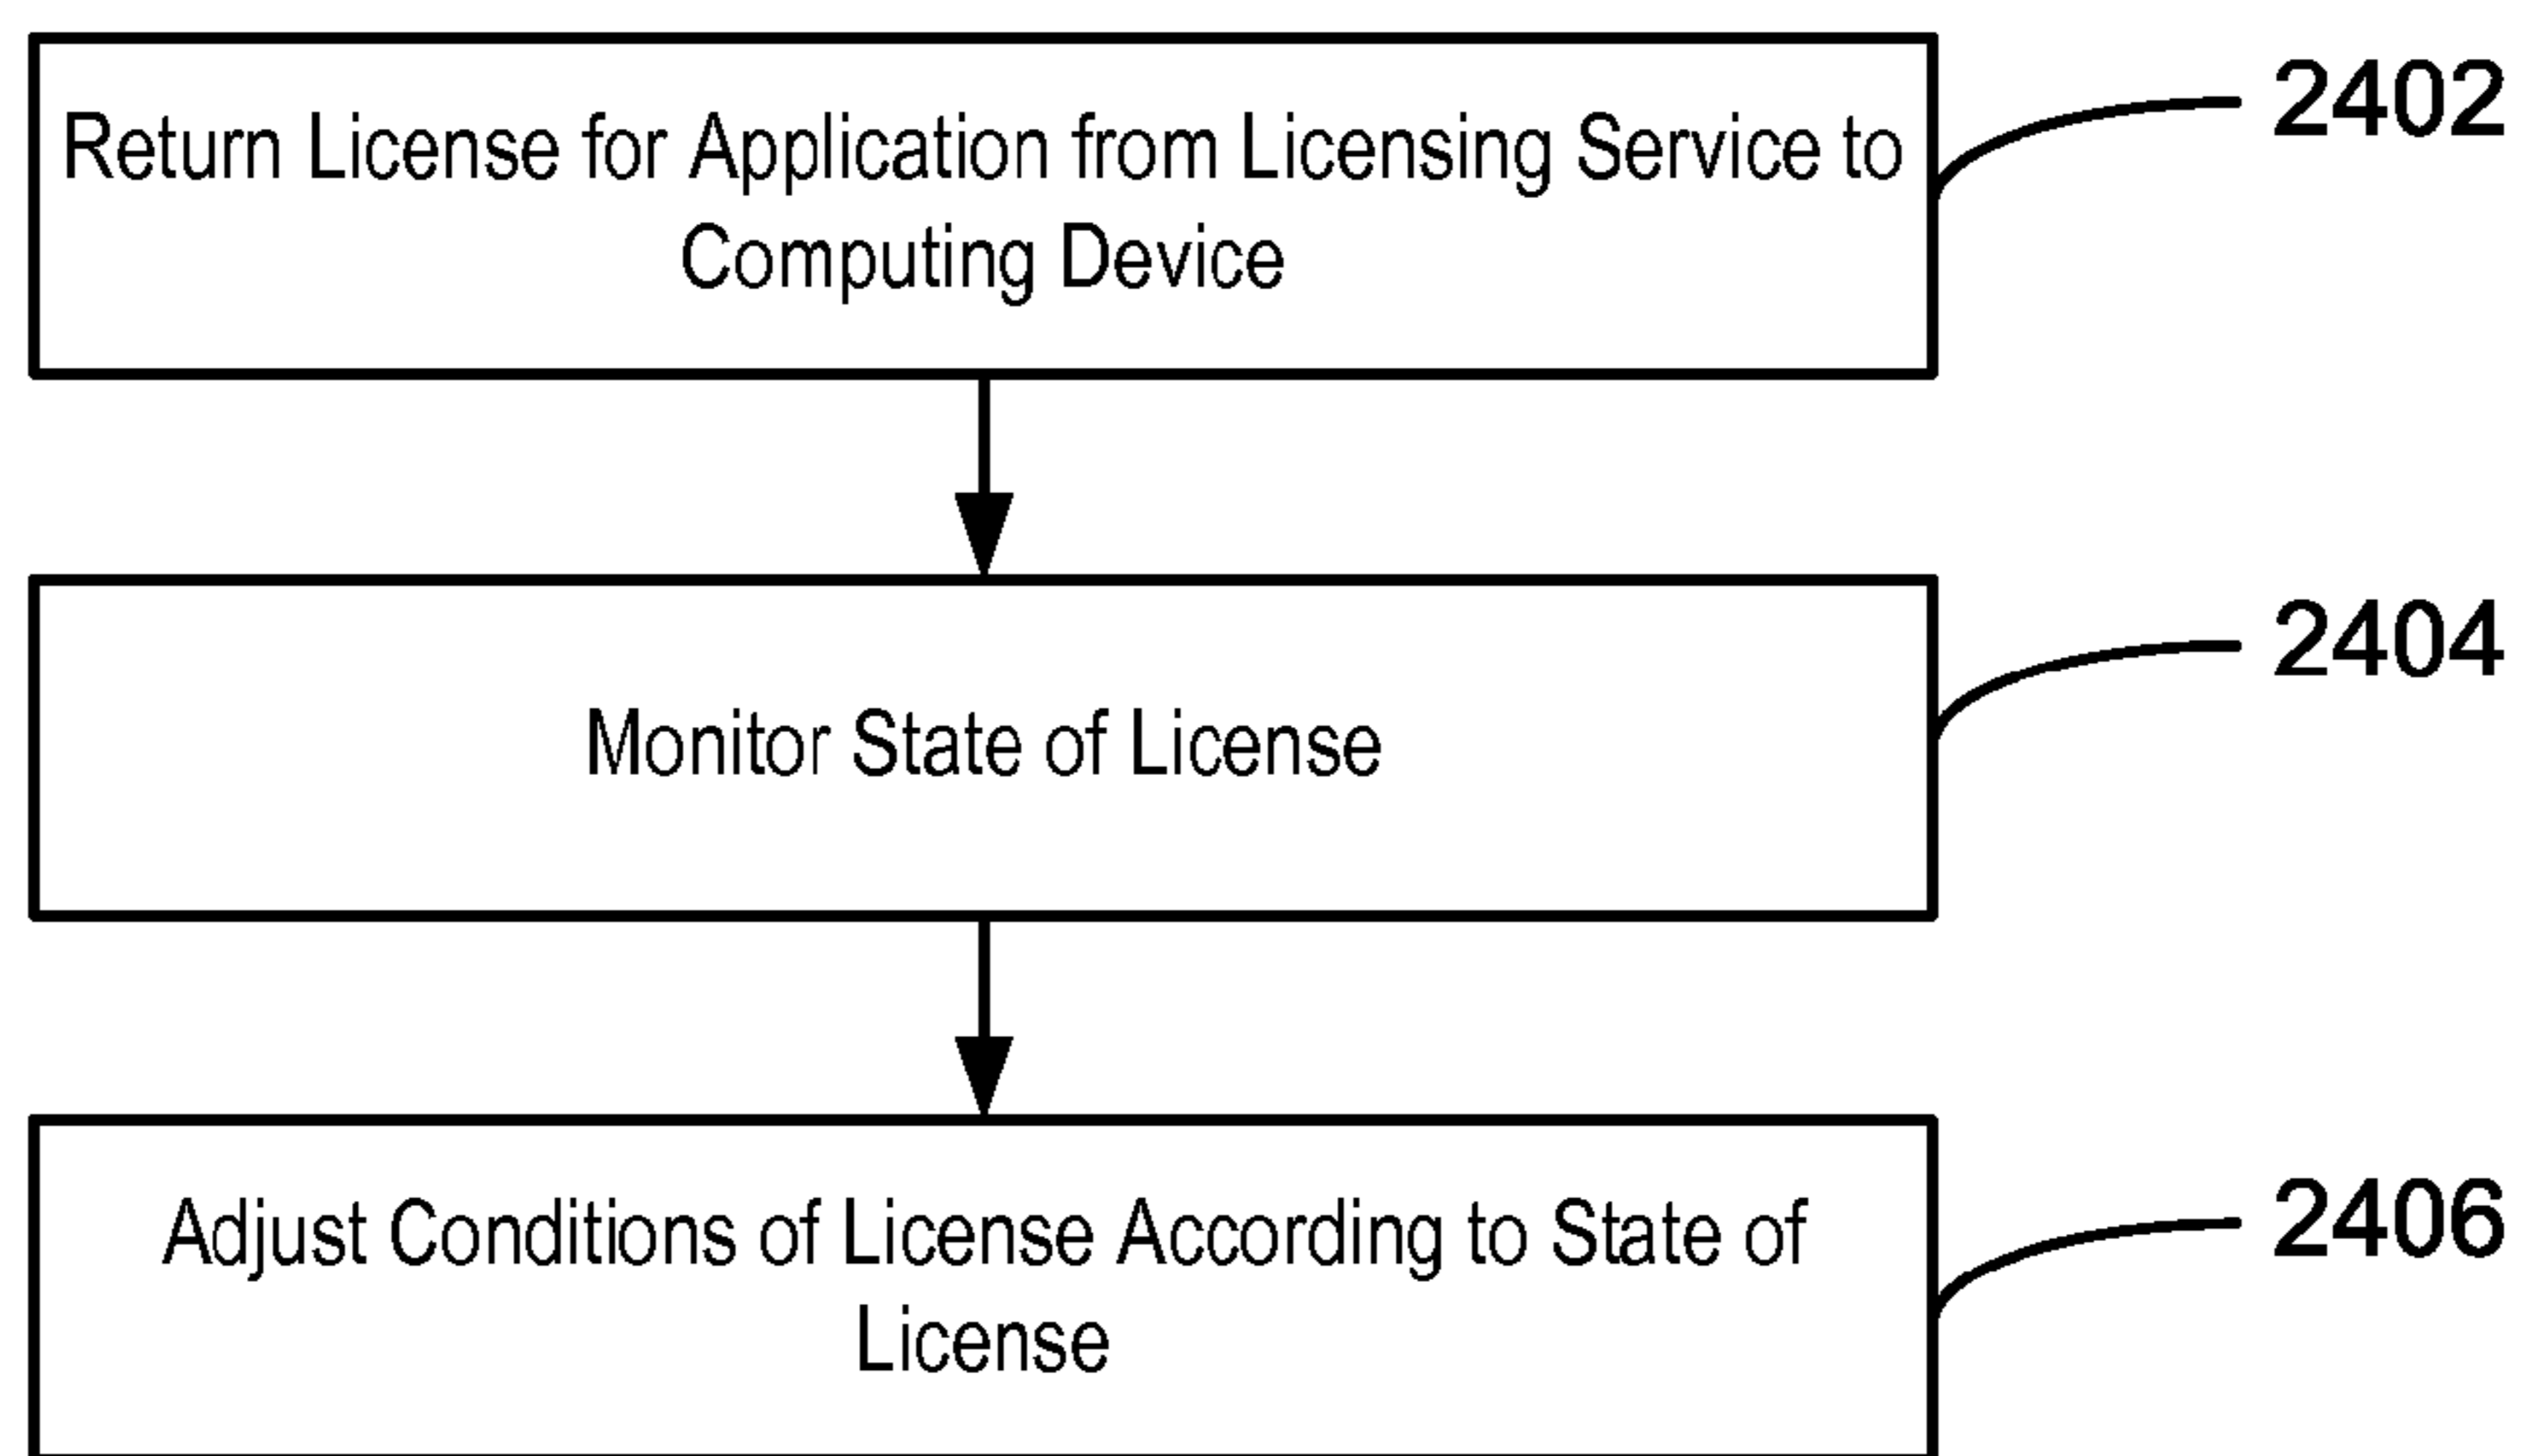 Return License for Application from Licensing Service to
Computing Device
2402
Monitor State of License
2404
Adjust Conditions of License According to State of
License
2406